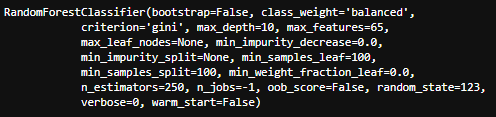 RandomForestClassifier(bootstrap=False, class_weight='balanced',
criterion='gini', max_depth=10, max_features=65,
max_leaf_nodes=None, min_impurity_decrease=0.0,
min_impurity_split=None, min_samples_leaf=100,
min_samples_split=100, min_weight_fraction_leaf=0.0,
n_estimators=250, n_jobs=-1, oob_score=False, random_state=123,
verbose=0, warm_start=False)